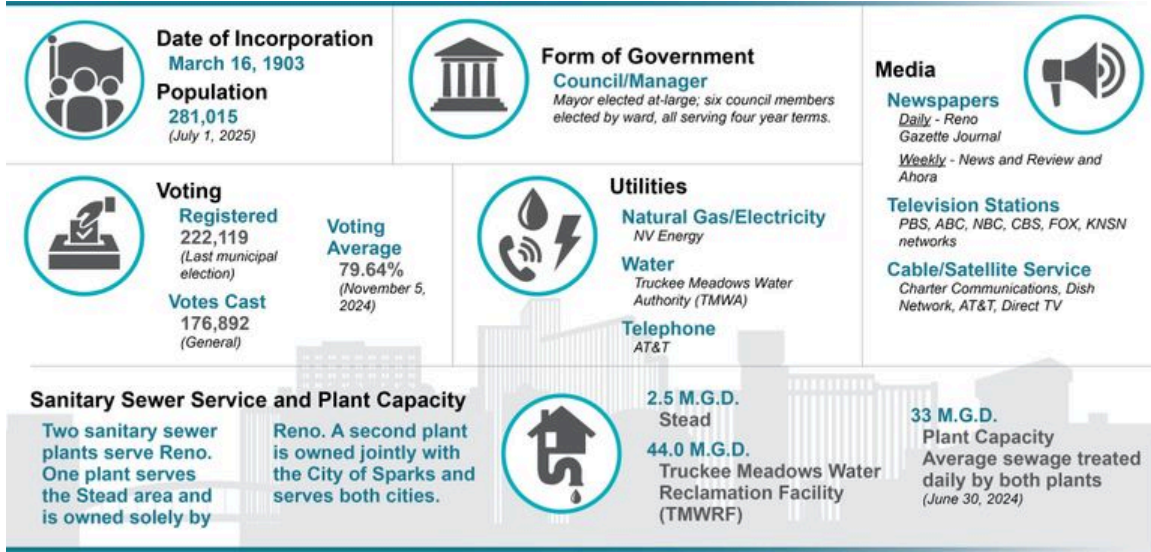 Date of Incorporation
March 16, 1903
Population
281,015
(July 1, 2025)
Form of Government
Council/Manager
Mayor elected at-large; six council members
elected by ward, all serving four year terms.
Media
Newspapers
Daily - Reno
Gazette Journal
Weekly - News and Review and
Ahora
Television Stations
PBS, ABC, NBC, CBS, FOX, KNSN
networks
Cable/Satellite Service
Charter Communications, Dish
Network, AT&T, Direct TV
Voting
Registered
222,119
(Last municipal
election)
Votes Cast
176,892
(General)
Voting
Average
79.64%
(November 5,
2024)
Utilities
Natural Gas/Electricity
NV Energy
Water
Truckee Meadows Water
Authority (TMWA)
Telephone
AT&T
Sanitary Sewer Service and Plant Capacity
Two sanitary sewer
plants serve Reno.
One plant serves
the Stead area and
is owned solely by
Reno. A second plant
is owned jointly with
the City of Sparks and
serves both cities.
2.5 M.G.D.
Stead
44.0 M.G.D.
Truckee Meadows Water
Reclamation Facility
(TMWRF)
33 M.G.D.
Plant Capacity
Average sewage treated
daily by both plants
(June 30, 2024)